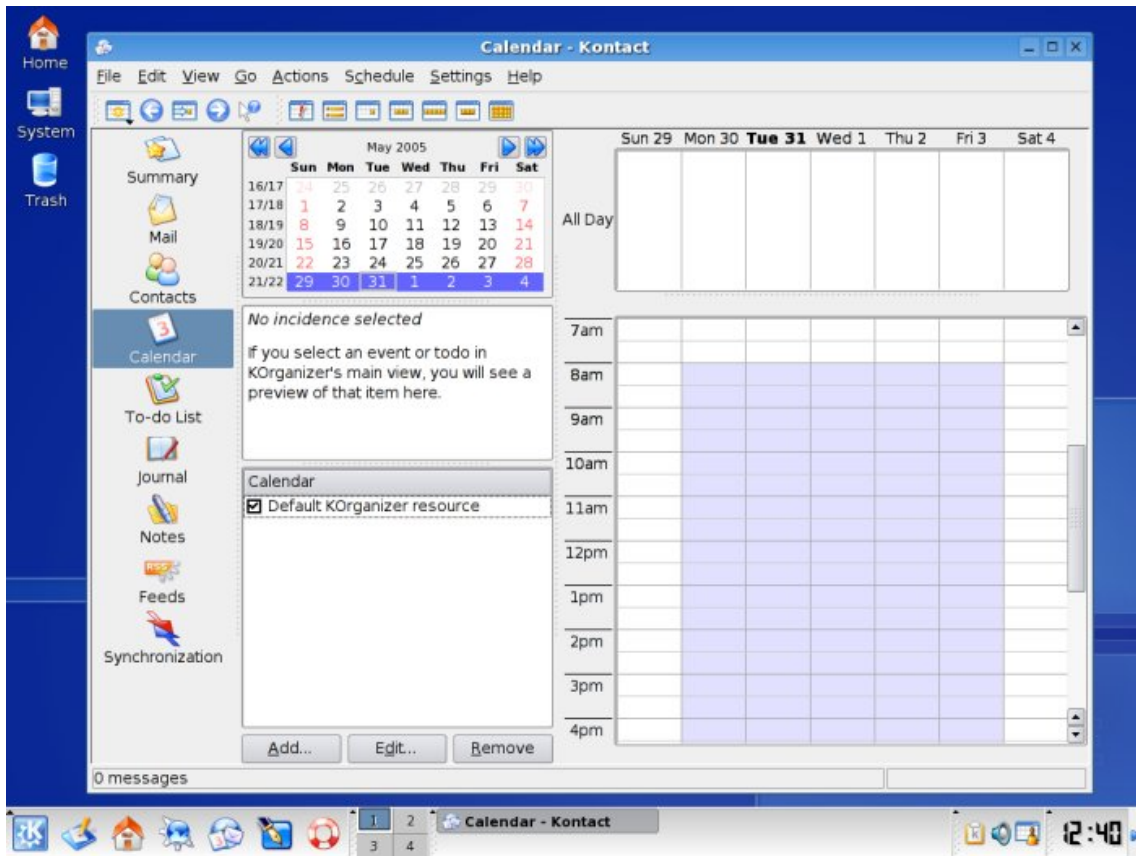 Home
System
Trash
Calendar - Kontact
File Edit View Go Actions Schedule Settings Help
Summary
Mail
Contacts
3
Calendar
To-do List
Journal
Notes
RSS
Feeds
Synchronization
May 2005
Sun Mon Tue Wed Thu Fri Sat
16/17 24 25 26 27 28 29 30
17/18 1 2 3 4 5 6 7
18/19 8 9 10 11 12 13 14
19/20 15 16 17 18 19 20 21
20/21 22 23 24 25 26 27 28
21/22 29 30 31 1 2 3 4
No incidence selected
If you select an event or todo in
KOrganizer's main view, you will see a
preview of that item here.
Calendar
Default KOrganizer resource
Add... Edit... Remove
Sun 29 Mon 30 Tue 31 Wed 1 Thu 2 Fri 3 Sat 4
All Day
7am
8am
9am
10am
11am
12pm
1pm
2pm
3pm
4pm
0 messages
K
1 2
3 4
Calendar - Kontact
12:40